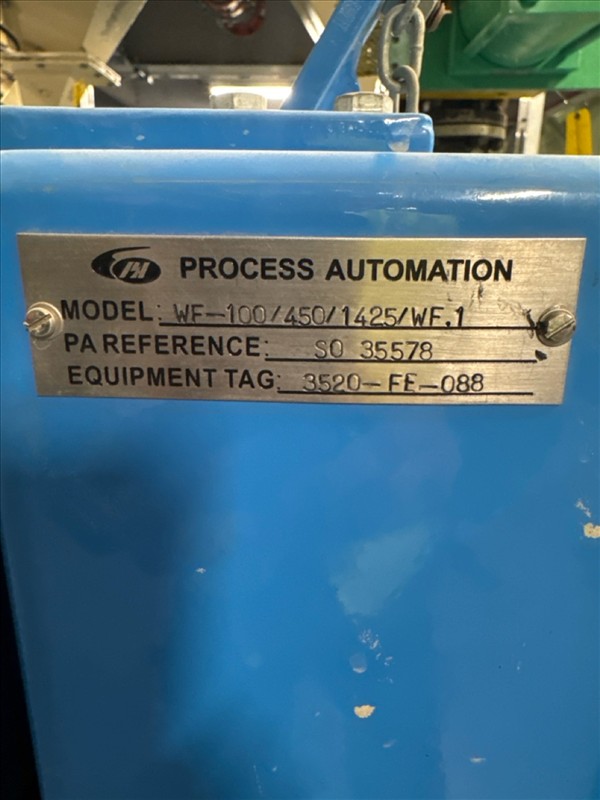 PROCESS AUTOMATION
MODEL: WF-100/450/1425/WF.1
PA REFERENCE: SO 35578
EQUIPMENT TAG: 3520-FE-088